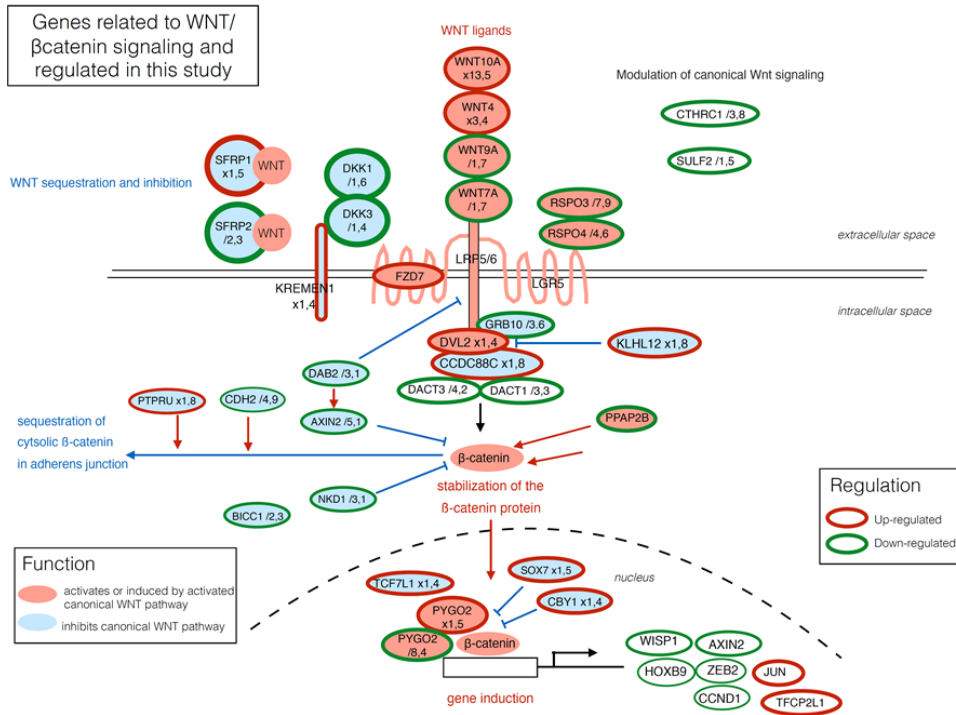 Genes related to WNT/
βcatenin signaling and
regulated in this study
WNT ligands
WNT10A
x13,5
WNT4
x3,4
WNT9A
/1,7
WNT7A
/1,7
Modulation of canonical Wnt signaling
CTHRC1 /3,8
SULF2 /1,5
SFRP1
x1,5
WNT
WNT sequestration and inhibition
SFRP2
/2,3
WNT
DKK1
/1,6
DKK3
/1,4
RSPO3 /7,9
RSPO4 /4,6
extracellular space
LRP5/6
FZD7
KREMEN1
x1,4
LGR5
intracellular space
GRB10 /3.6
DVL2 x1,4
KLHL12 x1,8
CCDC88C x1,8
DAB2 /3,1
DACT3 /4,2
DACT1 /3,3
PTPRU x1,8
CDH2 /4,9
AXIN2 /5,1
PPAP2B
sequestration of
cytsolic ß-catenin
in adherens junction
β-catenin
stabilization of the
ß-catenin protein
NKD1 /3,1
BICC1 /2,3
Regulation
Up-regulated
Down-regulated
Function
activates or induced by activated
canonical WNT pathway
inhibits canonical WNT pathway
nucleus
TCF7L1 x1,4
SOX7 x1,5
CBY1 x1,4
PYGO2
x1,5
PYGO2
/8,4
β-catenin
gene induction
WISP1
AXIN2
HOXB9
ZEB2
JUN
CCND1
TFCP2L1